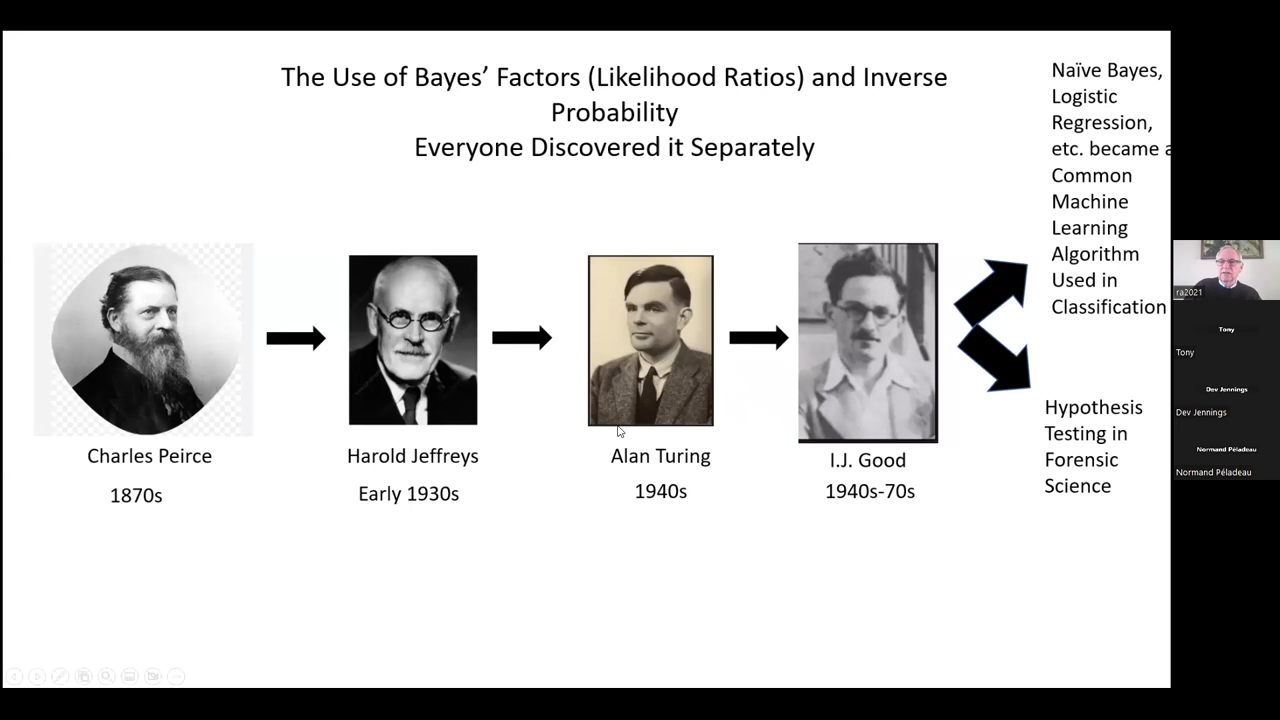 The Use of Bayes’ Factors (Likelihood Ratios) and Inverse
Probability
Everyone Discovered it Separately
Naïve Bayes,
Logistic
Regression,
etc. became a
Common
Machine
Learning
Algorithm
Used in
Classification
Charles Peirce
1870s
Harold Jeffreys
Early 1930s
Alan Turing
1940s
I.J. Good
1940s-70s
Hypothesis
Testing in
Forensic
Science
ra2021
Tony
Tony
Dev Jennings
Dev Jennings
Normand Péladeau
Normand Péladeau